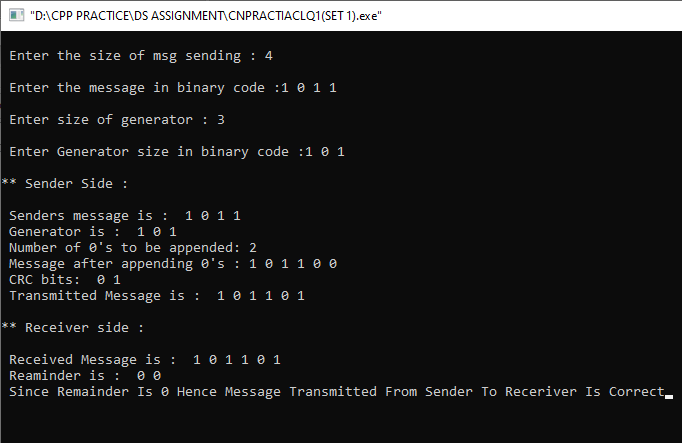 "D:\CPP PRACTICE\DS ASSIGNMENT\CNPRACTIACLQ1(SET 1).exe"
Enter the size of msg sending : 4
Enter the message in binary code :1 0 1 1
Enter size of generator : 3
Enter Generator size in binary code :1 0 1
** Sender Side :
Senders message is :  1 0 1 1
Generator is :  1 0 1
Number of 0's to be appended: 2
Message after appending 0's : 1 0 1 1 0 0
CRC bits:  0 1
Transmitted Message is :  1 0 1 1 0 1
** Receiver side :
Received Message is :  1 0 1 1 0 1
Reaminder is :  0 0
Since Remainder Is 0 Hence Message Transmitted From Sender To Receriver Is Correct